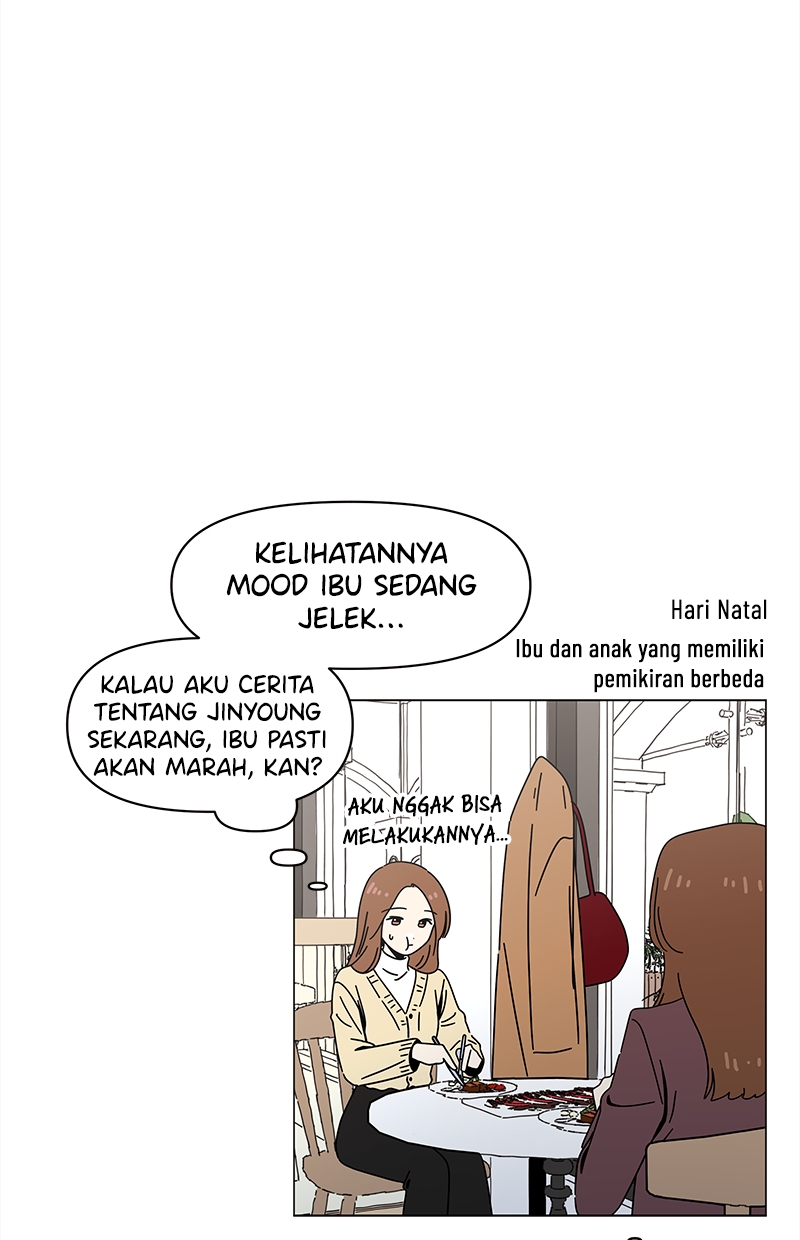 KELIHATANNYA
MOOD IBU SEDANG
JELEK...
Hari Natal
Ibu dan anak yang memiliki
pemikiran berbeda
KALAU AKU CERITA
TENTANG JINYOUNG
SEKARANG, IBU PASTI
AKAN MARAH, KAN?
AKU NGGAK BISA
MELAKUKANNYA...